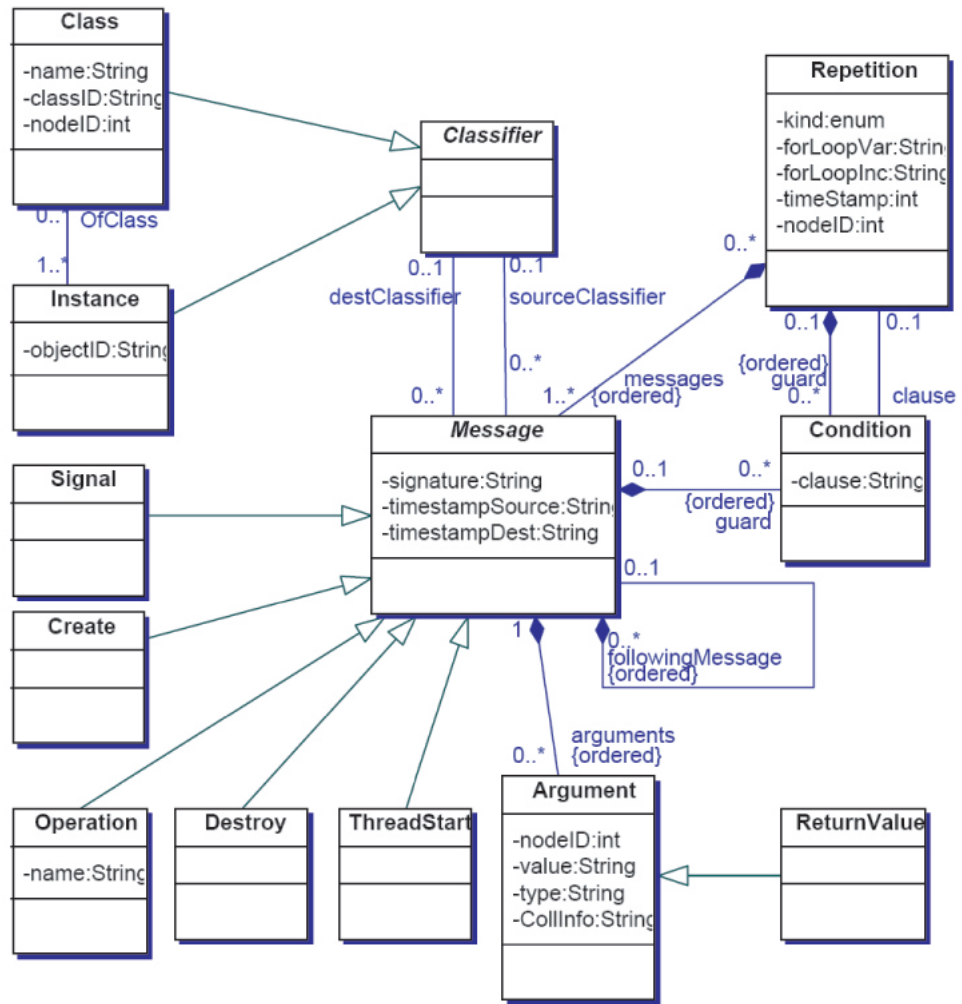 Class
-name:String
-classID:String
-nodeID:int
0..*
OfClass
1..*
Instance
-objectID:String
Classifier
0..1
0..1
destClassifier
sourceClassifier
0..*
0..*
Repetition
-kind:enum
-forLoopVar:String
-forLoopInc:String
-timeStamp:int
-nodeID:int
0..*
messages
1..*
{ordered}
0..1
0..1
{ordered}
guard
0..*
clause
Condition
-clause:String
Message
-signature:String
-timestampSource:String
-timestampDest:String
0..1
0..*
{ordered}
guard
0..1
0..*
followingMessage
{ordered}
1
arguments
0..*
{ordered}
Signal
Create
Operation
-name:String
Destroy
ThreadStart
Argument
-nodeID:int
-value:String
-type:String
-CollInfo:String
ReturnValue